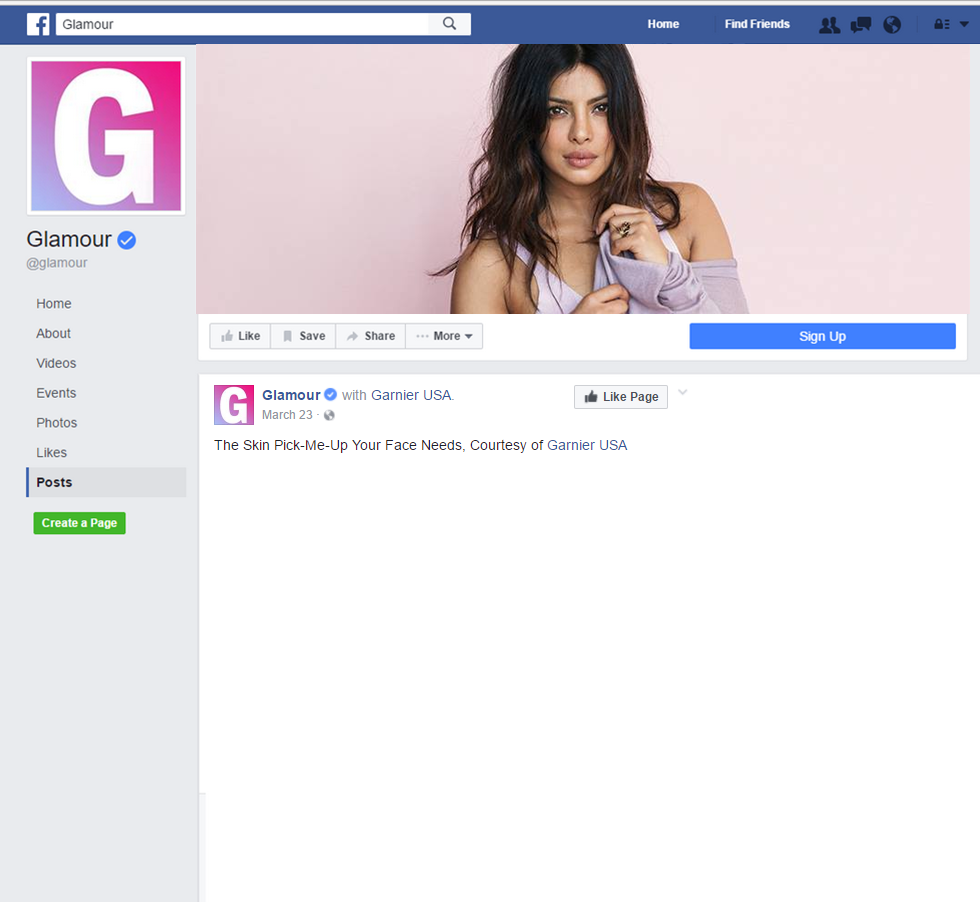 Glamour
Home
Find Friends
G
Glamour
@glamour
Home
About
Videos
Events
Photos
Likes
Posts
Create a Page
Like
Save
Share
More
Sign Up
G
Glamour with Garnier USA.
March 23 ·
Like Page
The Skin Pick-Me-Up Your Face Needs, Courtesy of Garnier USA